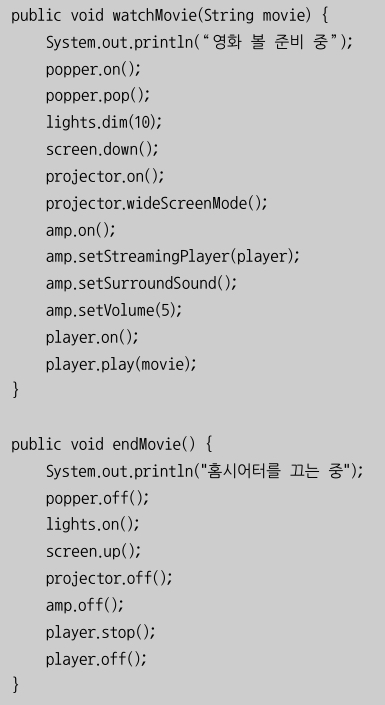 public void watchMovie(String movie) {
    System.out.println(“영화 볼 준비 중”);
    popper.on();
    popper.pop();
    lights.dim(10);
    screen.down();
    projector.on();
    projector.wideScreenMode();
    amp.on();
    amp.setStreamingPlayer(player);
    amp.setSurroundSound();
    amp.setVolume(5);
    player.on();
    player.play(movie);
}

public void endMovie() {
    System.out.println("홈시어터를 끄는 중");
    popper.off();
    lights.on();
    screen.up();
    projector.off();
    amp.off();
    player.stop();
    player.off();
}